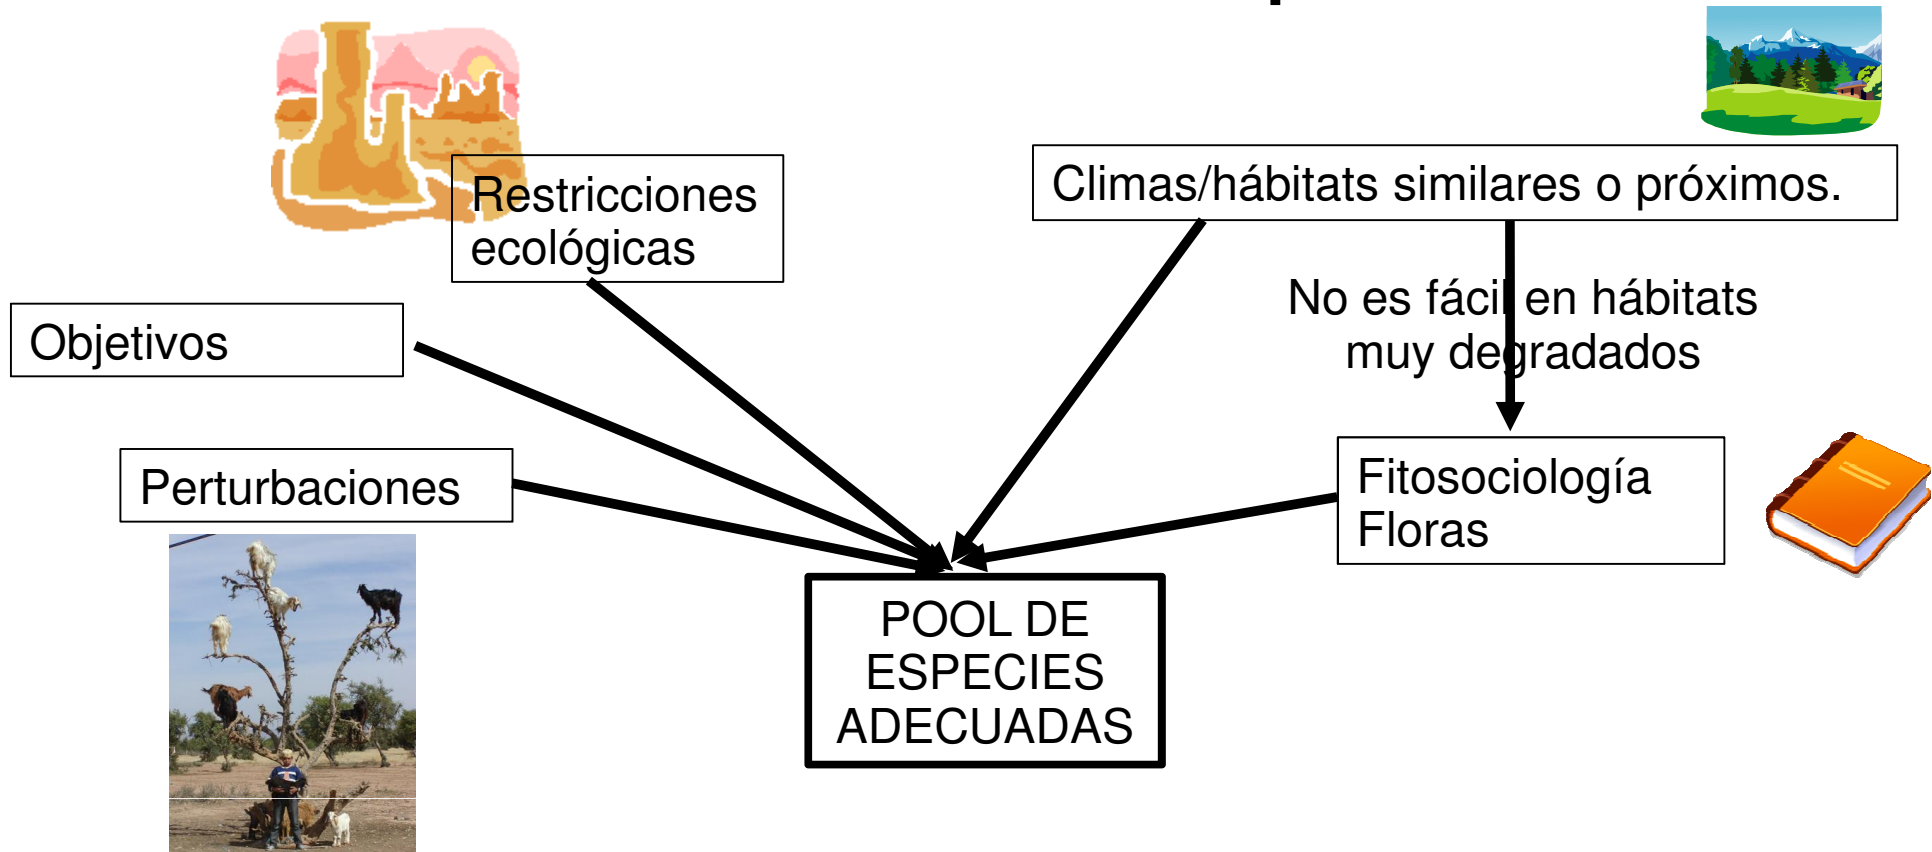 Restricciones
ecológicas
Climas/hábitats similares o próximos.
No es fácil en hábitats
muy degradados
Objetivos
Perturbaciones
Fitosociología
Floras
POOL DE
ESPECIES
ADECUADAS